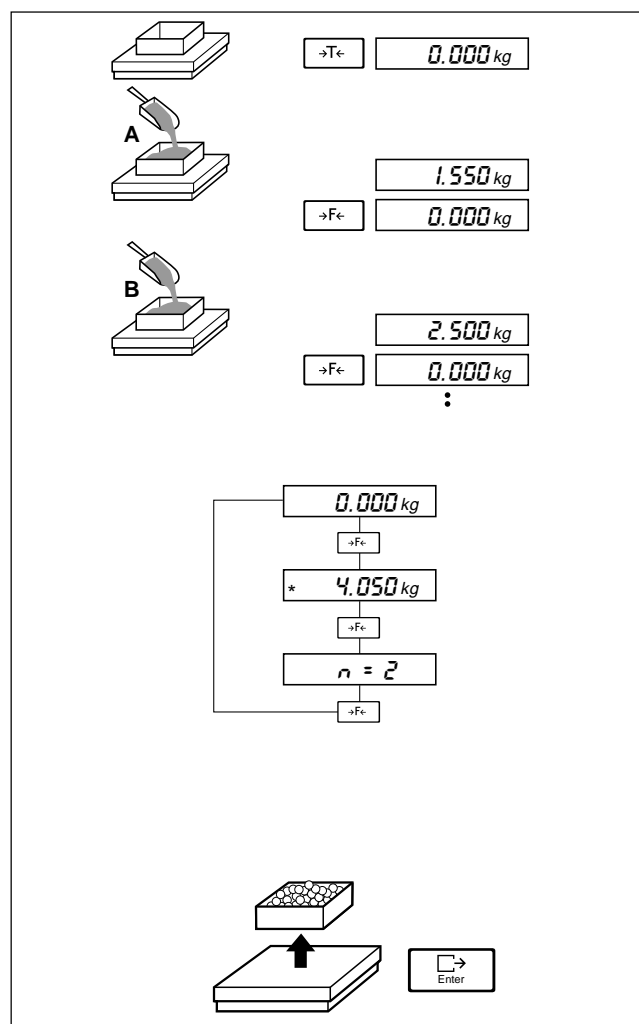 →T← 0.000 kg
A
1.550 kg
→F← 0.000 kg
B
2.500 kg
→F← 0.000 kg
:
0.000 kg
→F←
* 4.050 kg
→F←
n = 2
→F←
Enter